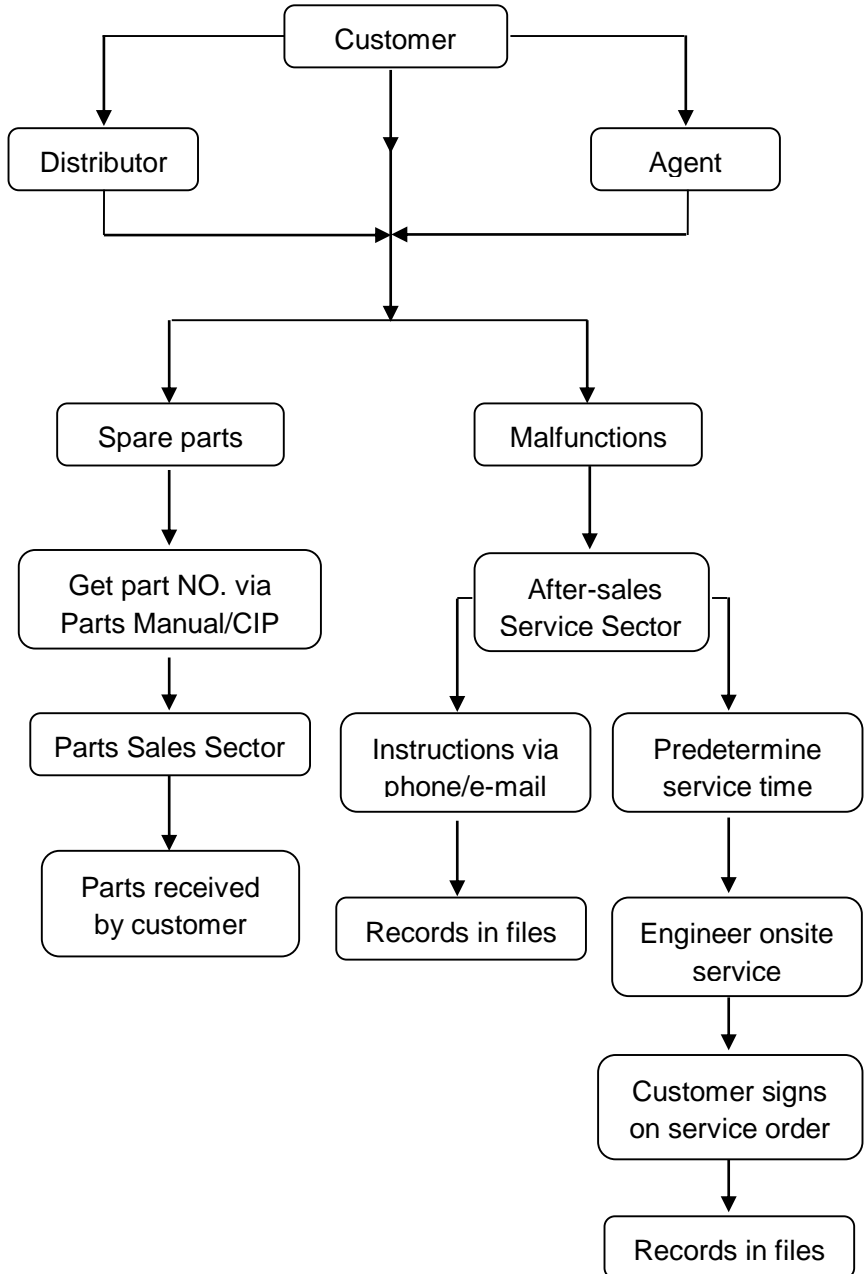 Customer
Distributor
Agent
Spare parts
Malfunctions
Get part NO. via
Parts Manual/CIP
After-sales
Service Sector
Parts Sales Sector
Instructions via
phone/e-mail
Predetermine
service time
Parts received
by customer
Records in files
Engineer onsite
service
Customer signs
on service order
Records in files